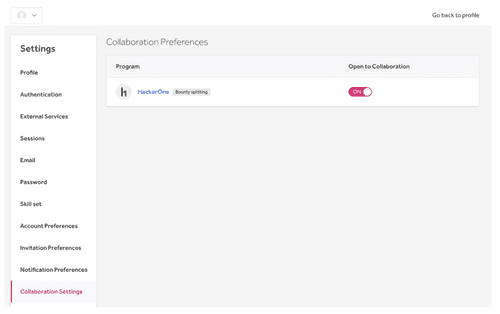 Go back to profile
Settings
Profile
Authentication
External Services
Sessions
Email
Password
Skill set
Account Preferences
Invitation Preferences
Notification Preferences
Collaboration Settings
Collaboration Preferences
Program Open to Collaboration
h HackerOne Bounty splitting ON